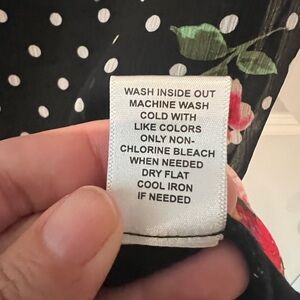 WASH INSIDE OUT
MACHINE WASH
COLD WITH
LIKE COLORS
ONLY NON-
CHLORINE BLEACH
WHEN NEEDED
DRY FLAT
COOL IRON
IF NEEDED